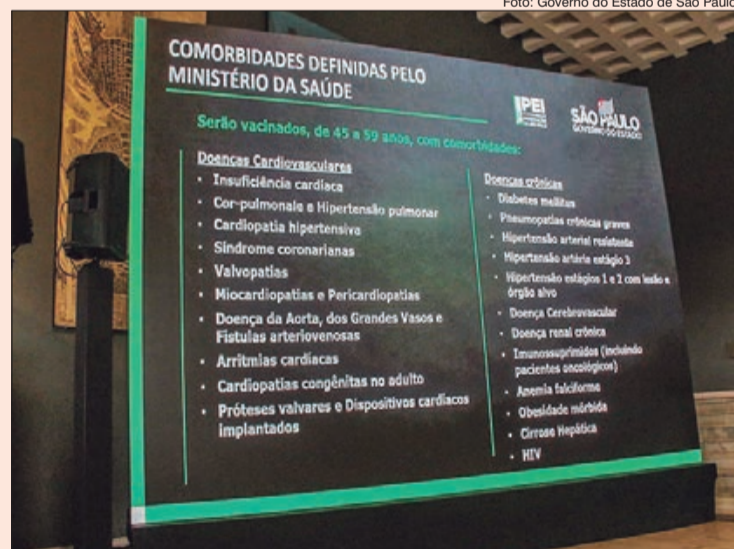 Foto: Governo do Estado de São Paulo
COMORBIDADES DEFINIDAS PELO
MINISTÉRIO DA SAÚDE
PEI
SÃO PAULO
GOVERNO DO ESTADO
Serão vacinados, de 45 a 59 anos, com comorbidades:
Doenças Cardiovasculares
• Insuficiência cardíaca
• Cor-pulmonale e Hipertensão pulmonar
• Cardiopatia hipertensiva
• Síndrome coronarianas
• Valvopatias
• Miocardiopatias e Pericardiopatias
• Doença da Aorta, dos Grandes Vasos e
Fístulas arteriovenosas
• Arritmias cardíacas
• Cardiopatias congênitas no adulto
• Próteses valvares e Dispositivos cardíacos
implantados
Doenças crônicas
• Diabetes mellitus
• Pneumopatias crônicas graves
• Hipertensão arterial resistente
• Hipertensão artéria estágio 3
• Hipertensão estágios 1 e 2 com lesão e
órgão alvo
• Doença Cerebrovascular
• Doença renal crônica
• Imunossuprimidos (incluindo
pacientes oncológicos)
• Anemia falciforme
• Obesidade mórbida
• Cirrose Hepática
• HIV